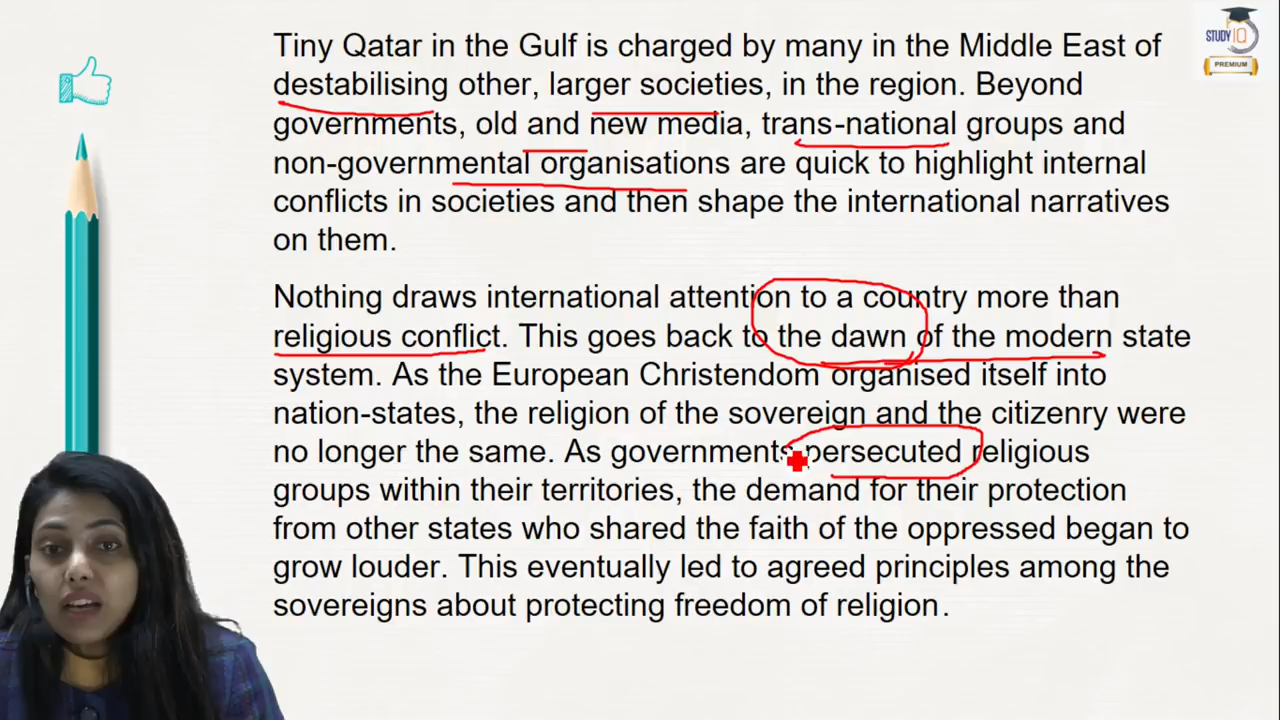 STUDY IQ
PREMIUM
Tiny Qatar in the Gulf is charged by many in the Middle East of
destabilising other, larger societies, in the region. Beyond
governments, old and new media, trans-national groups and
non-governmental organisations are quick to highlight internal
conflicts in societies and then shape the international narratives
on them.
Nothing draws international attention to a country more than
religious conflict. This goes back to the dawn of the modern state
system. As the European Christendom organised itself into
nation-states, the religion of the sovereign and the citizenry were
no longer the same. As governments persecuted religious
groups within their territories, the demand for their protection
from other states who shared the faith of the oppressed began to
grow louder. This eventually led to agreed principles among the
sovereigns about protecting freedom of religion.